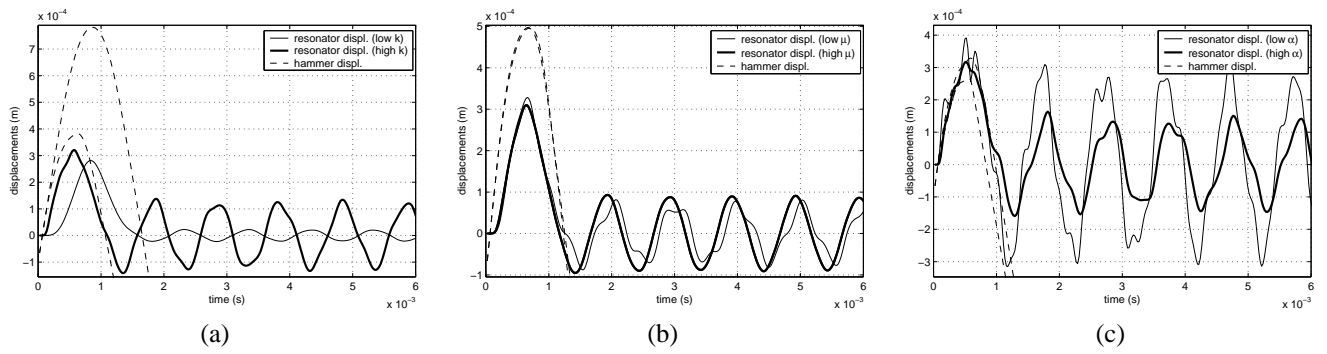 x 10⁻⁴
resonator displ. (low k)
resonator displ. (high k)
hammer displ.
displacements (m)
7
6
5
4
3
2
1
0
−1
0 1 2 3 4 5 6
time (s)
x 10⁻³
(a)
x 10⁻⁴
resonator displ. (low μ)
resonator displ. (high μ)
hammer displ.
displacements (m)
5
4
3
2
1
0
−1
0 1 2 3 4 5 6
time (s)
x 10⁻³
(b)
x 10⁻⁴
resonator displ. (low α)
resonator displ. (high α)
hammer displ.
displacements (m)
4
3
2
1
0
−1
−2
−3
0 1 2 3 4 5 6
time (s)
x 10⁻³
(c)